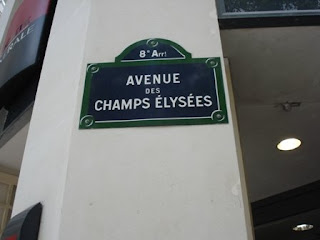 8e Arrt
AVENUE
DES
CHAMPS ÉLYSÉES